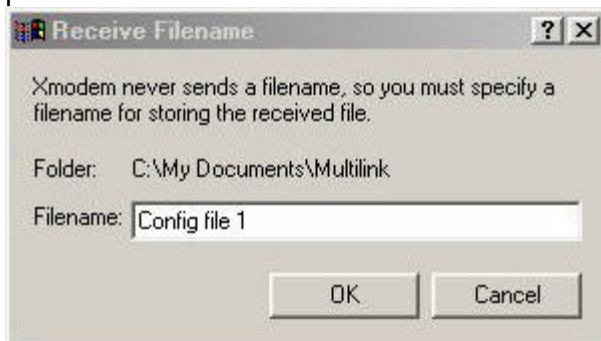 Receive Filename
Xmodem never sends a filename, so you must specify a
filename for storing the received file.
Folder: C:\My Documents\Multilink
Filename: Config file 1
OK Cancel